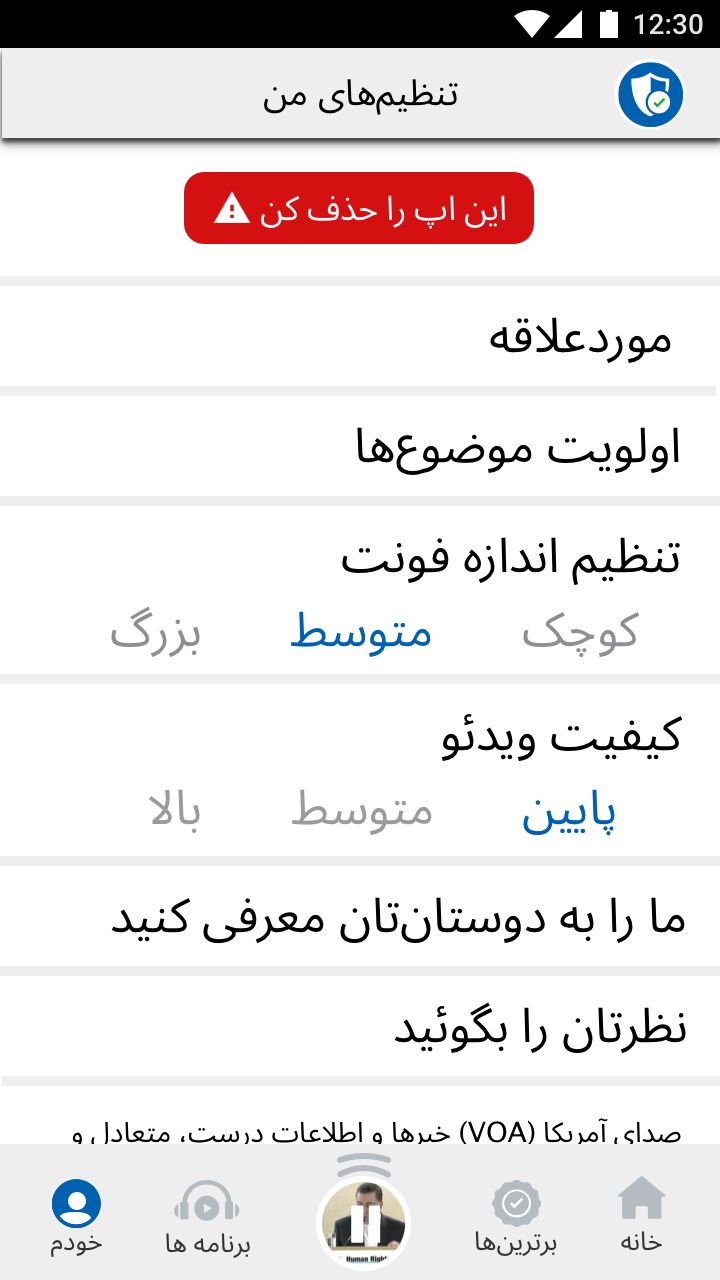 12:30
تنظیم‌های من
این اپ را حذف کن
موردعلاقه
اولویت موضوع‌ها
تنظیم اندازه فونت
کوچک متوسط بزرگ
کیفیت ویدئو
پایین متوسط بالا
ما را به دوستان‌تان معرفی کنید
نظرتان را بگوئید
صدای آمریکا (VOA) خبرها و اطلاعات درست، متعادل و
Human Right
خانه برترین‌ها برنامه ها خودم